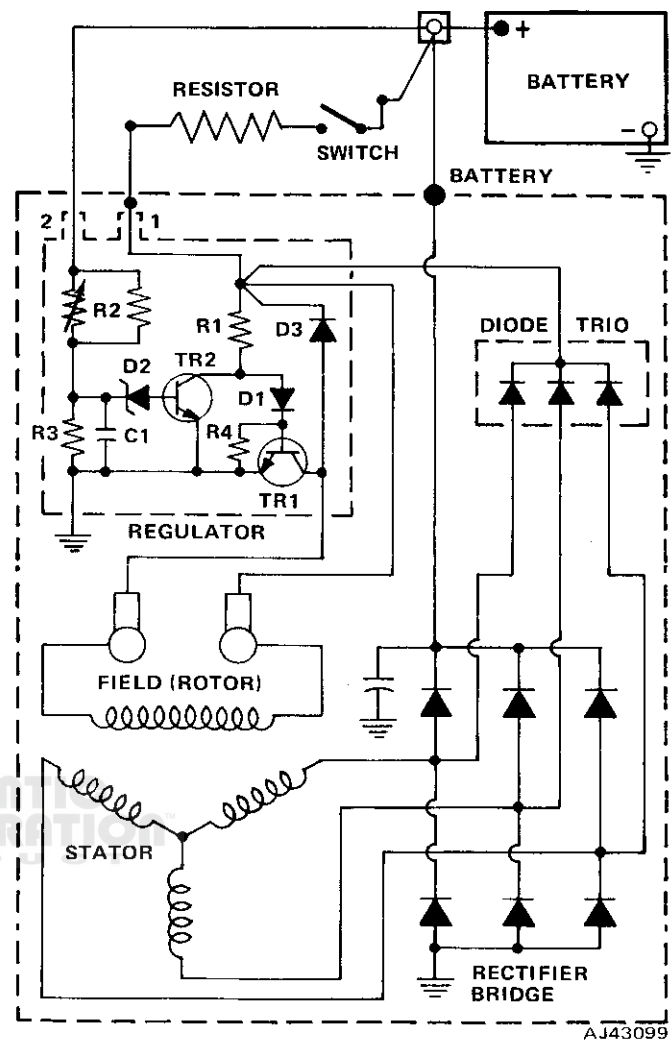 +
BATTERY
-
RESISTOR
SWITCH
BATTERY
2
1
R2
R1
D3
DIODE TRIO
D2
TR2
D1
R3
C1
R4
TR1
REGULATOR
FIELD (ROTOR)
STATOR
RECTIFIER
BRIDGE
AJ43099